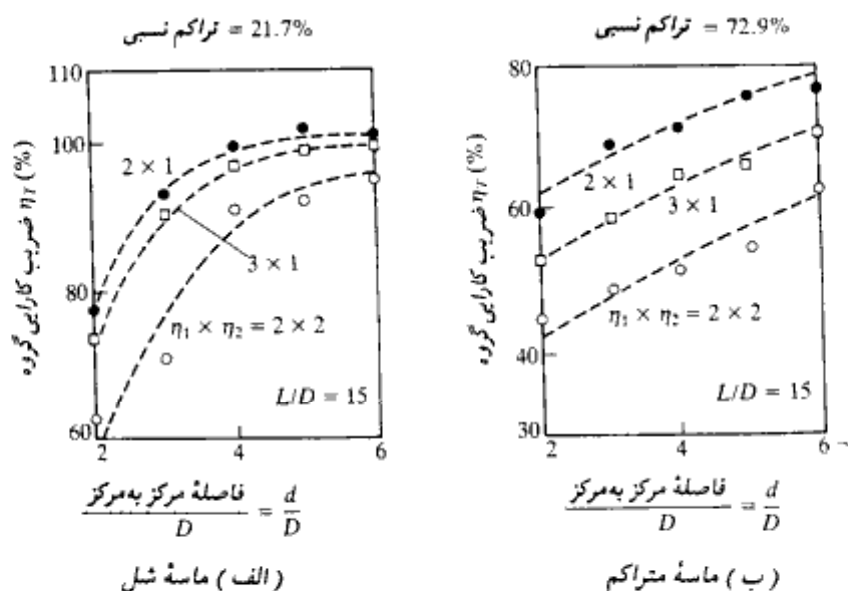 تراکم نسبی = 21.7%
110
100
80
60
ضریب کارایی گروه η_T (%)
2 × 1
3 × 1
η₁ × η₂ = 2 × 2
L/D = 15
2 4 6
فاصلهٔ مرکز به‌مرکز / D = d/D
(الف) ماسهٔ شل
تراکم نسبی = 72.9%
80
60
40
30
ضریب کارایی گروه η_T (%)
2 × 1
3 × 1
η₁ × η₂ = 2 × 2
L/D = 15
2 4 6
فاصلهٔ مرکز به‌مرکز / D = d/D
(ب) ماسهٔ متراکم